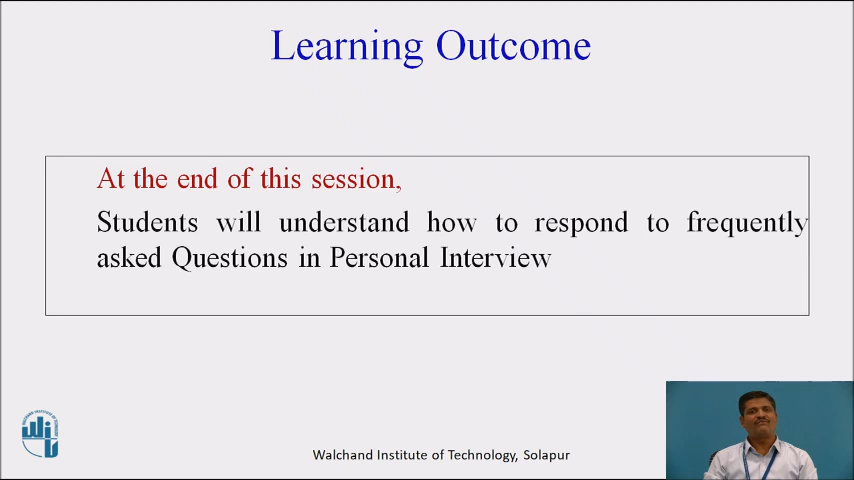 Learning Outcome
At the end of this session,
Students will understand how to respond to frequently
asked Questions in Personal Interview
Walchand Institute of Technology, Solapur